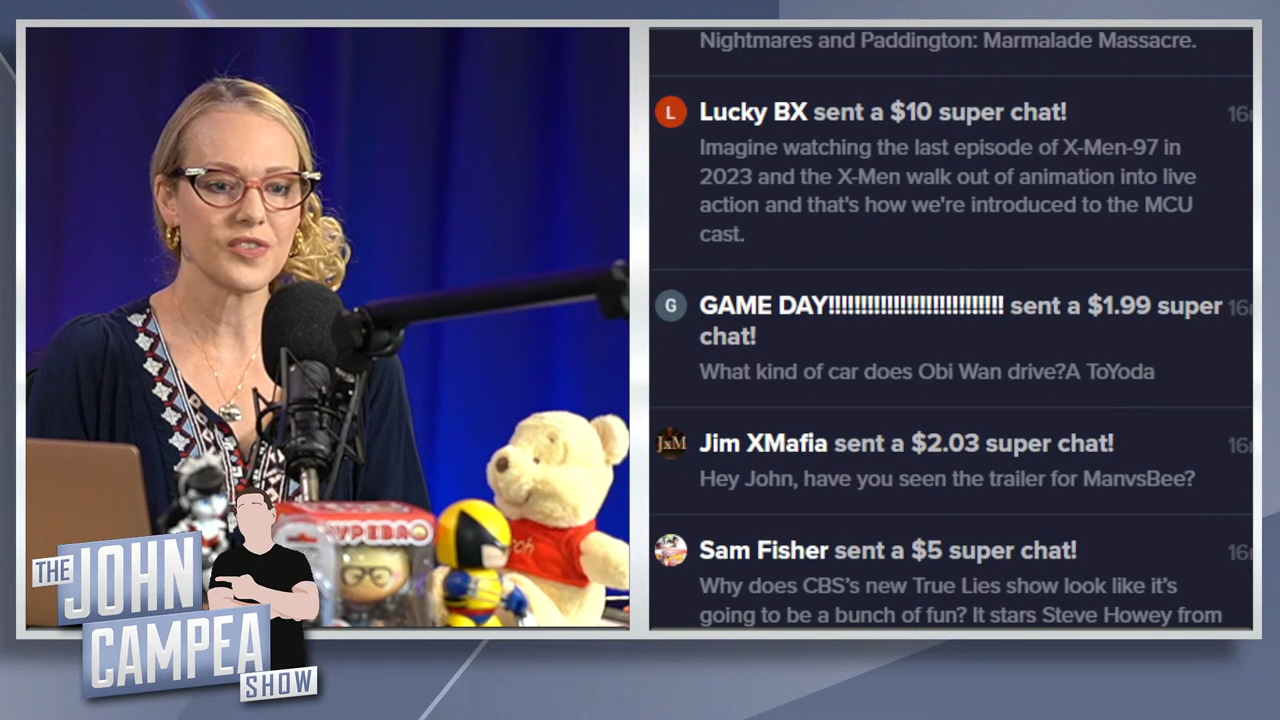 Nightmares and Paddington: Marmalade Massacre.
L
Lucky BX sent a $10 super chat!
Imagine watching the last episode of X-Men-97 in
2023 and the X-Men walk out of animation into live
action and that's how we're introduced to the MCU
cast.
G
GAME DAY!!!!!!!!!!!!!!!!!!!!!!!!!!! sent a $1.99 super
chat!
What kind of car does Obi Wan drive?A ToYoda
JxM
Jim XMafia sent a $2.03 super chat!
Hey John, have you seen the trailer for ManvsBee?
Sam Fisher sent a $5 super chat!
Why does CBS's new True Lies show look like it's
going to be a bunch of fun? It stars Steve Howey from
THE
JOHN
CAMPEA
SHOW